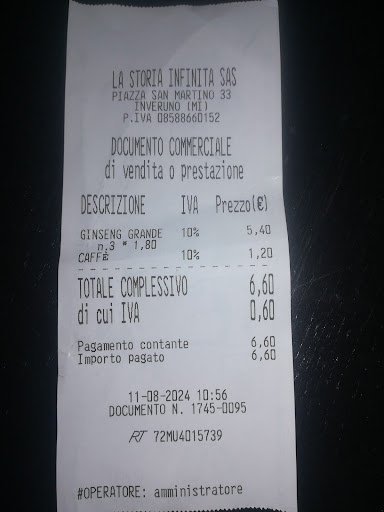 LA STORIA INFINITA SAS
PIAZZA SAN MARTINO 33
INVERUNO (MI)
P.IVA 08588660152
DOCUMENTO COMMERCIALE
di vendita o prestazione
DESCRIZIONE IVA Prezzo(€)
GINSENG GRANDE 10% 5,40
n.3 * 1,80
CAFFÈ 10% 1,20
TOTALE COMPLESSIVO 6,60
di cui IVA 0,60
Pagamento contante 6,60
Importo pagato 6,60
11-08-2024 10:56
DOCUMENTO N. 1745-0095
RT 72MU4015739
#OPERATORE: amministratore